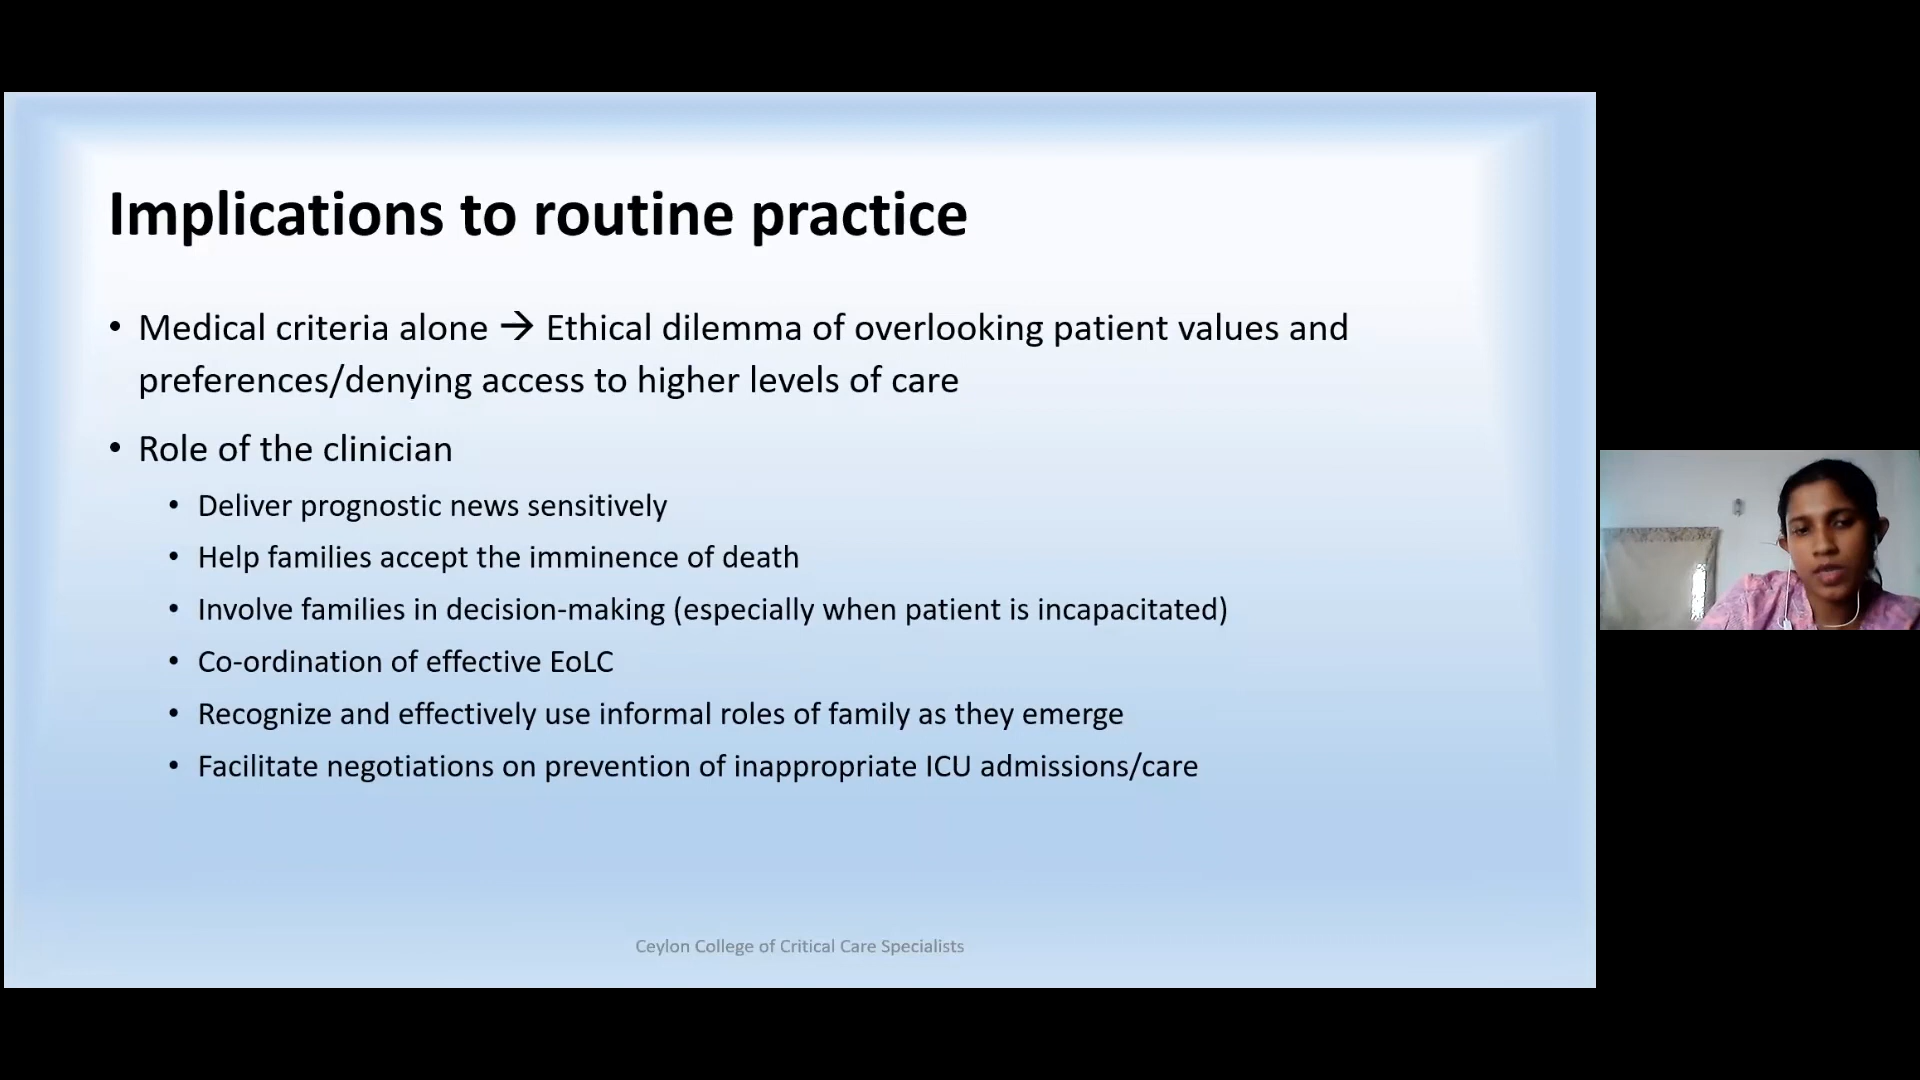 Implications to routine practice
• Medical criteria alone → Ethical dilemma of overlooking patient values and
preferences/denying access to higher levels of care
• Role of the clinician
• Deliver prognostic news sensitively
• Help families accept the imminence of death
• Involve families in decision-making (especially when patient is incapacitated)
• Co-ordination of effective EoLC
• Recognize and effectively use informal roles of family as they emerge
• Facilitate negotiations on prevention of inappropriate ICU admissions/care
Ceylon College of Critical Care Specialists